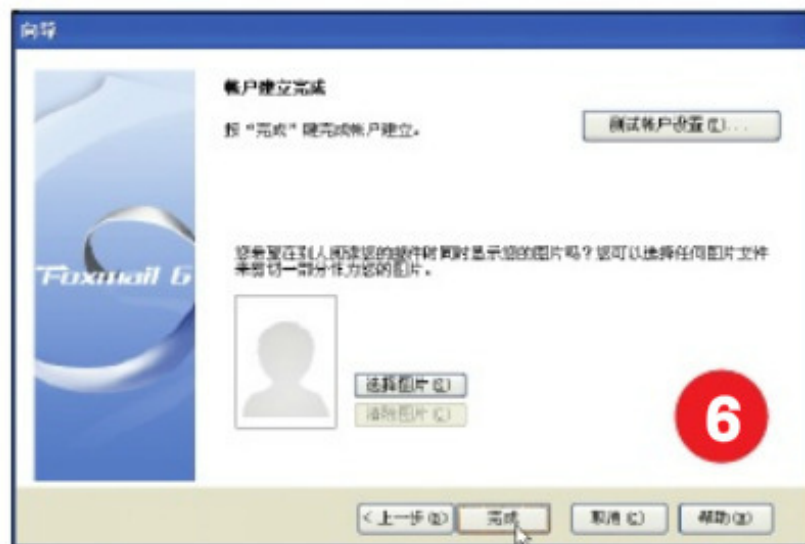 向导
帐户建立完成
按“完成”键完成帐户建立。
测试帐户设置(T)...
您希望在别人阅读您的邮件时同时显示您的图片吗？您可以选择任何图片文件
来剪切一部分作为您的图片。
Foxmail 6
选择图片(S)
清除图片(C)
6
<上一步(B)
完成
取消(C)
帮助(H)